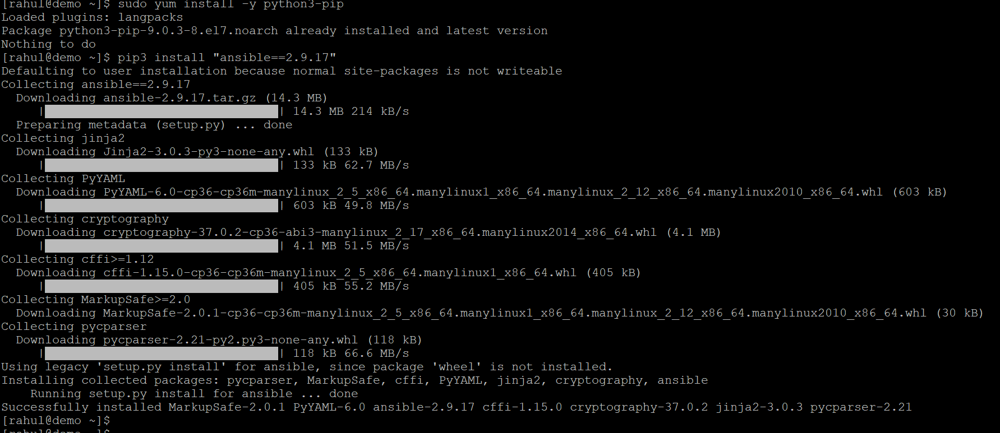 [rahul@demo ~]$ sudo yum install -y python3-pip
Loaded plugins: langpacks
Package python3-pip-9.0.3-8.el7.noarch already installed and latest version
Nothing to do
[rahul@demo ~]$ pip3 install "ansible==2.9.17"
Defaulting to user installation because normal site-packages is not writeable
Collecting ansible==2.9.17
  Downloading ansible-2.9.17.tar.gz (14.3 MB)
     |████████████████████████████████| 14.3 MB 214 kB/s
  Preparing metadata (setup.py) ... done
Collecting jinja2
  Downloading Jinja2-3.0.3-py3-none-any.whl (133 kB)
     |████████████████████████████████| 133 kB 62.7 MB/s
Collecting PyYAML
  Downloading PyYAML-6.0-cp36-cp36m-manylinux_2_5_x86_64.manylinux1_x86_64.manylinux_2_12_x86_64.manylinux2010_x86_64.whl (603 kB)
     |████████████████████████████████| 603 kB 49.8 MB/s
Collecting cryptography
  Downloading cryptography-37.0.2-cp36-abi3-manylinux_2_17_x86_64.manylinux2014_x86_64.whl (4.1 MB)
     |████████████████████████████████| 4.1 MB 51.5 MB/s
Collecting cffi>=1.12
  Downloading cffi-1.15.0-cp36-cp36m-manylinux_2_5_x86_64.manylinux1_x86_64.whl (405 kB)
     |████████████████████████████████| 405 kB 55.2 MB/s
Collecting MarkupSafe>=2.0
  Downloading MarkupSafe-2.0.1-cp36-cp36m-manylinux_2_5_x86_64.manylinux1_x86_64.manylinux_2_12_x86_64.manylinux2010_x86_64.whl (30 kB)
Collecting pycparser
  Downloading pycparser-2.21-py2.py3-none-any.whl (118 kB)
     |████████████████████████████████| 118 kB 66.6 MB/s
Using legacy 'setup.py install' for ansible, since package 'wheel' is not installed.
Installing collected packages: pycparser, MarkupSafe, cffi, PyYAML, jinja2, cryptography, ansible
    Running setup.py install for ansible ... done
Successfully installed MarkupSafe-2.0.1 PyYAML-6.0 ansible-2.9.17 cffi-1.15.0 cryptography-37.0.2 jinja2-3.0.3 pycparser-2.21
[rahul@demo ~]$
[rahul@demo ~]$